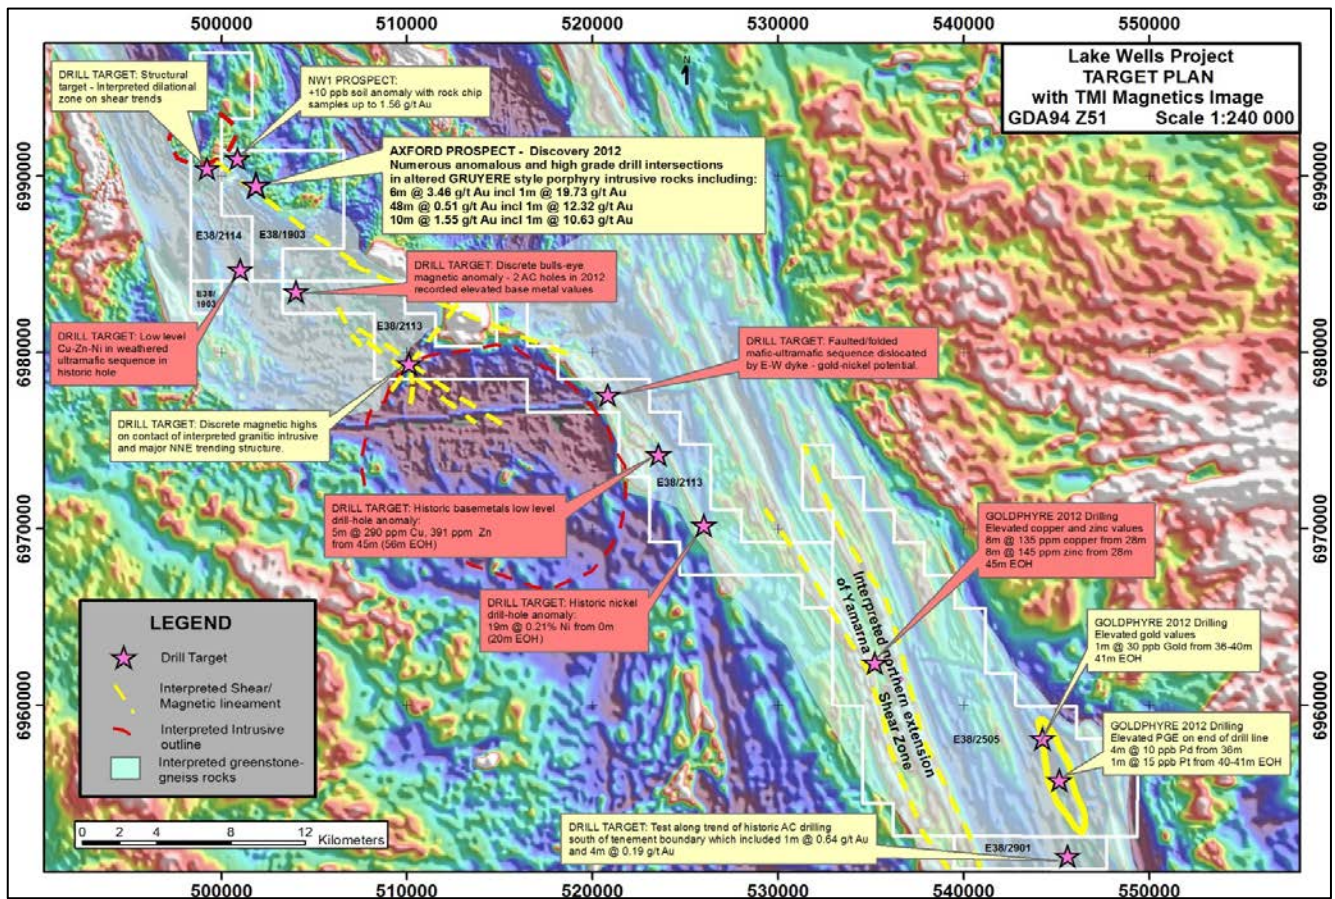 500000 510000 520000 530000 540000 550000
Lake Wells Project
TARGET PLAN
with TMI Magnetics Image
GDA94 Z51 Scale 1:240 000
N
DRILL TARGET: Structural
target - Interpreted dilational
zone on shear trends
NW1 PROSPECT:
+10 ppb soil anomaly with rock chip
samples up to 1.56 g/t Au
AXFORD PROSPECT - Discovery 2012
Numerous anomalous and high grade drill intersections
in altered GRUYERE style porphyry intrusive rocks including:
6m @ 3.46 g/t Au incl 1m @ 19.73 g/t Au
48m @ 0.51 g/t Au incl 1m @ 12.32 g/t Au
10m @ 1.55 g/t Au incl 1m @ 10.63 g/t Au
6990000
6990000
E38/2114
E38/1903
E38/
1903
DRILL TARGET: Discrete bulls-eye
magnetic anomaly - 2 AC holes in 2012
recorded elevated base metal values
E38/2113
DRILL TARGET: Low level
Cu-Zn-Ni in weathered
ultramafic sequence in
historic hole
DRILL TARGET: Faulted/folded
mafic-ultramafic sequence dislocated
by E-W dyke - gold-nickel potential.
6980000
6980000
DRILL TARGET: Discrete magnetic highs
on contact of interpreted granitic intrusive
and major NNE trending structure.
E38/2113
DRILL TARGET: Historic basemetals low level
drill-hole anomaly:
5m @ 290 ppm Cu, 391 ppm Zn
from 45m (56m EOH)
GOLDPHYRE 2012 Drilling
Elevated copper and zinc values
8m @ 135 ppm copper from 28m
8m @ 145 ppm zinc from 28m
45m EOH
6970000
6970000
DRILL TARGET: Historic nickel
drill-hole anomaly:
19m @ 0.21% Ni from 0m
(20m EOH)
Interpreted northern extension
of Yamarna Shear Zone
GOLDPHYRE 2012 Drilling
Elevated gold values
1m @ 30 ppb Gold from 36-40m
41m EOH
GOLDPHYRE 2012 Drilling
Elevated PGE on end of drill line
4m @ 10 ppb Pd from 36m
1m @ 15 ppb Pt from 40-41m EOH
6960000
6960000
E38/2505
LEGEND
Drill Target
Interpreted Shear/
Magnetic lineament
Interpreted Intrusive
outline
Interpreted greenstone-
gneiss rocks
0 2 4 8 12
Kilometers
DRILL TARGET: Test along trend of historic AC drilling
south of tenement boundary which included 1m @ 0.64 g/t Au
and 4m @ 0.19 g/t Au
E38/2901
500000 510000 520000 530000 540000 550000